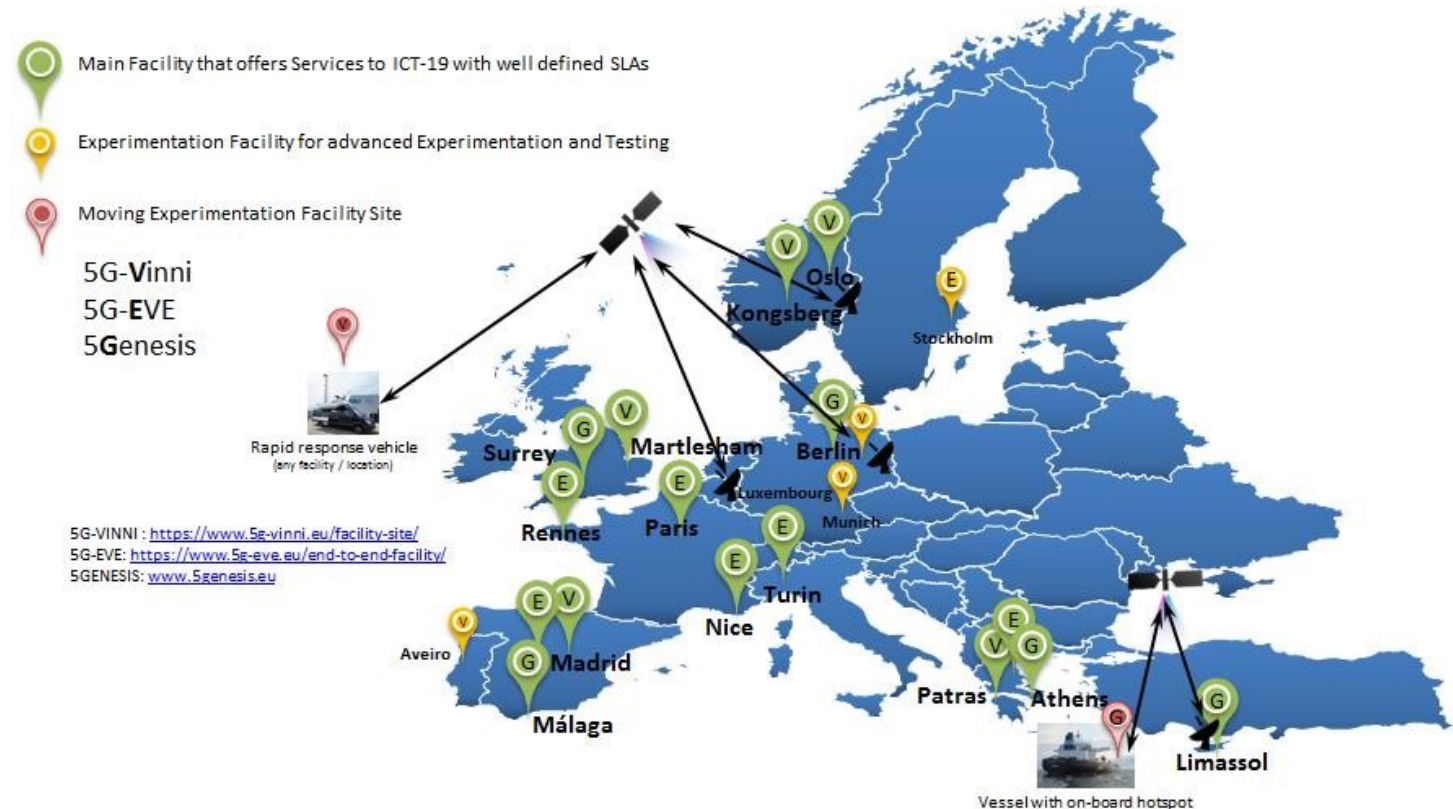 Main Facility that offers Services to ICT-19 with well defined SLAs
Experimentation Facility for advanced Experimentation and Testing
Moving Experimentation Facility Site
5G-Vinni
5G-EVE
5Genesis
V
V
Oslo
Kongsberg
E
Stockholm
V
Rapid response vehicle
(any facility / location)
G
V
Surrey
Martlesham
G
V
Berlin
E
Rennes
E
Paris
Luxembourg
V
Munich
E
Turin
E
Nice
5G-VINNI : https://www.5g-vinni.eu/facility-site/
5G-EVE: https://www.5g-eve.eu/end-to-end-facility/
5GENESIS: www.5genesis.eu
V
Aveiro
E
V
Madrid
G
Málaga
E
V
G
Patras
Athens
G
G
Limassol
Vessel with on-board hotspot